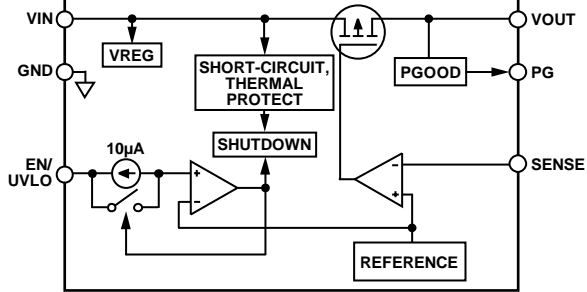 VIN
VOUT
VREG
GND
SHORT-CIRCUIT,
THERMAL
PROTECT
PGOOD
PG
10µA
SHUTDOWN
EN/
UVLO
+
–
–
+
SENSE
REFERENCE